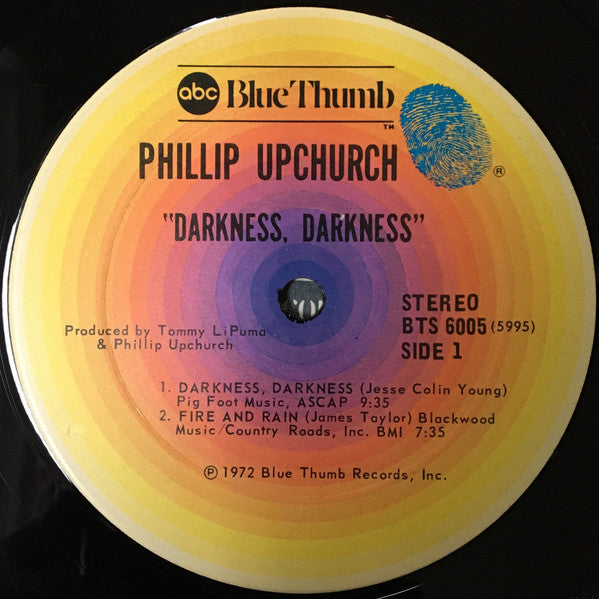 abc Blue Thumb
TM
PHILLIP UPCHURCH
®
"DARKNESS, DARKNESS"
Produced by Tommy LiPuma
& Phillip Upchurch
STEREO
BTS 6005 (5995)
SIDE 1
1. DARKNESS, DARKNESS (Jesse Colin Young)
Pig Foot Music, ASCAP 9:35
2. FIRE AND RAIN (James Taylor) Blackwood
Music/Country Roads, Inc. BMI 7:35
℗ 1972 Blue Thumb Records, Inc.